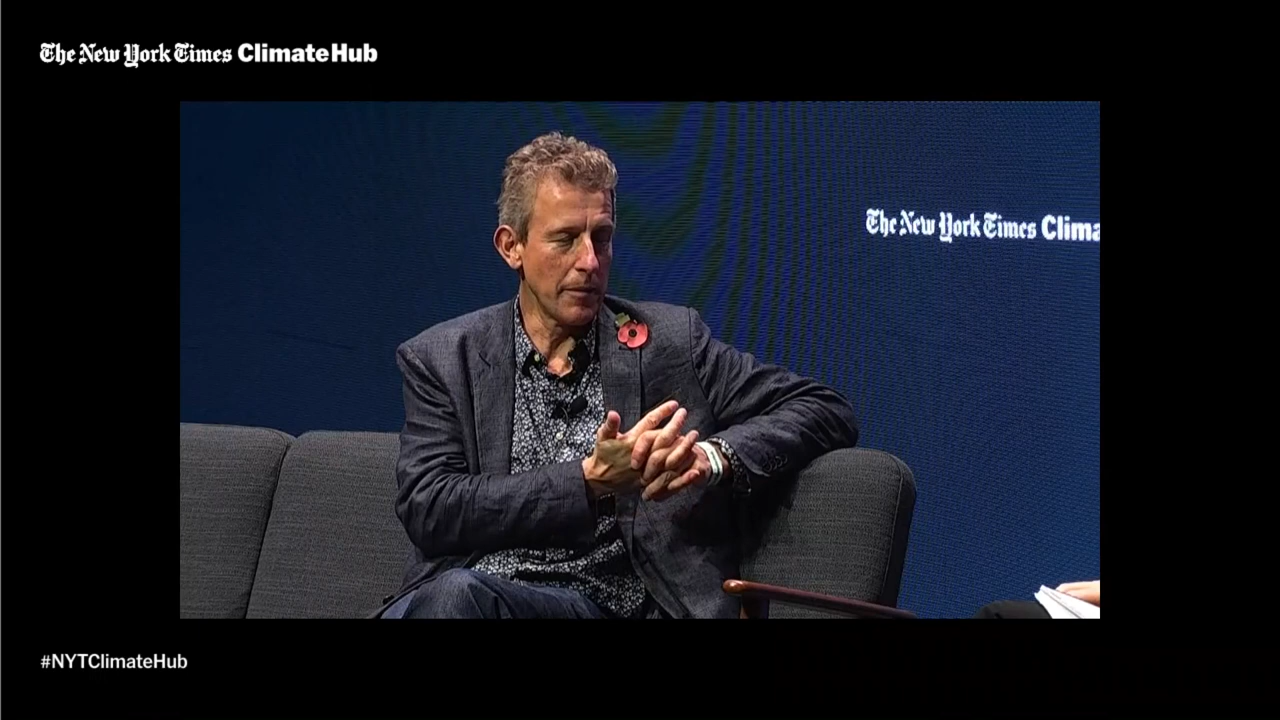 The New York Times Climate Hub
The New York Times Clima
#NYTClimateHub